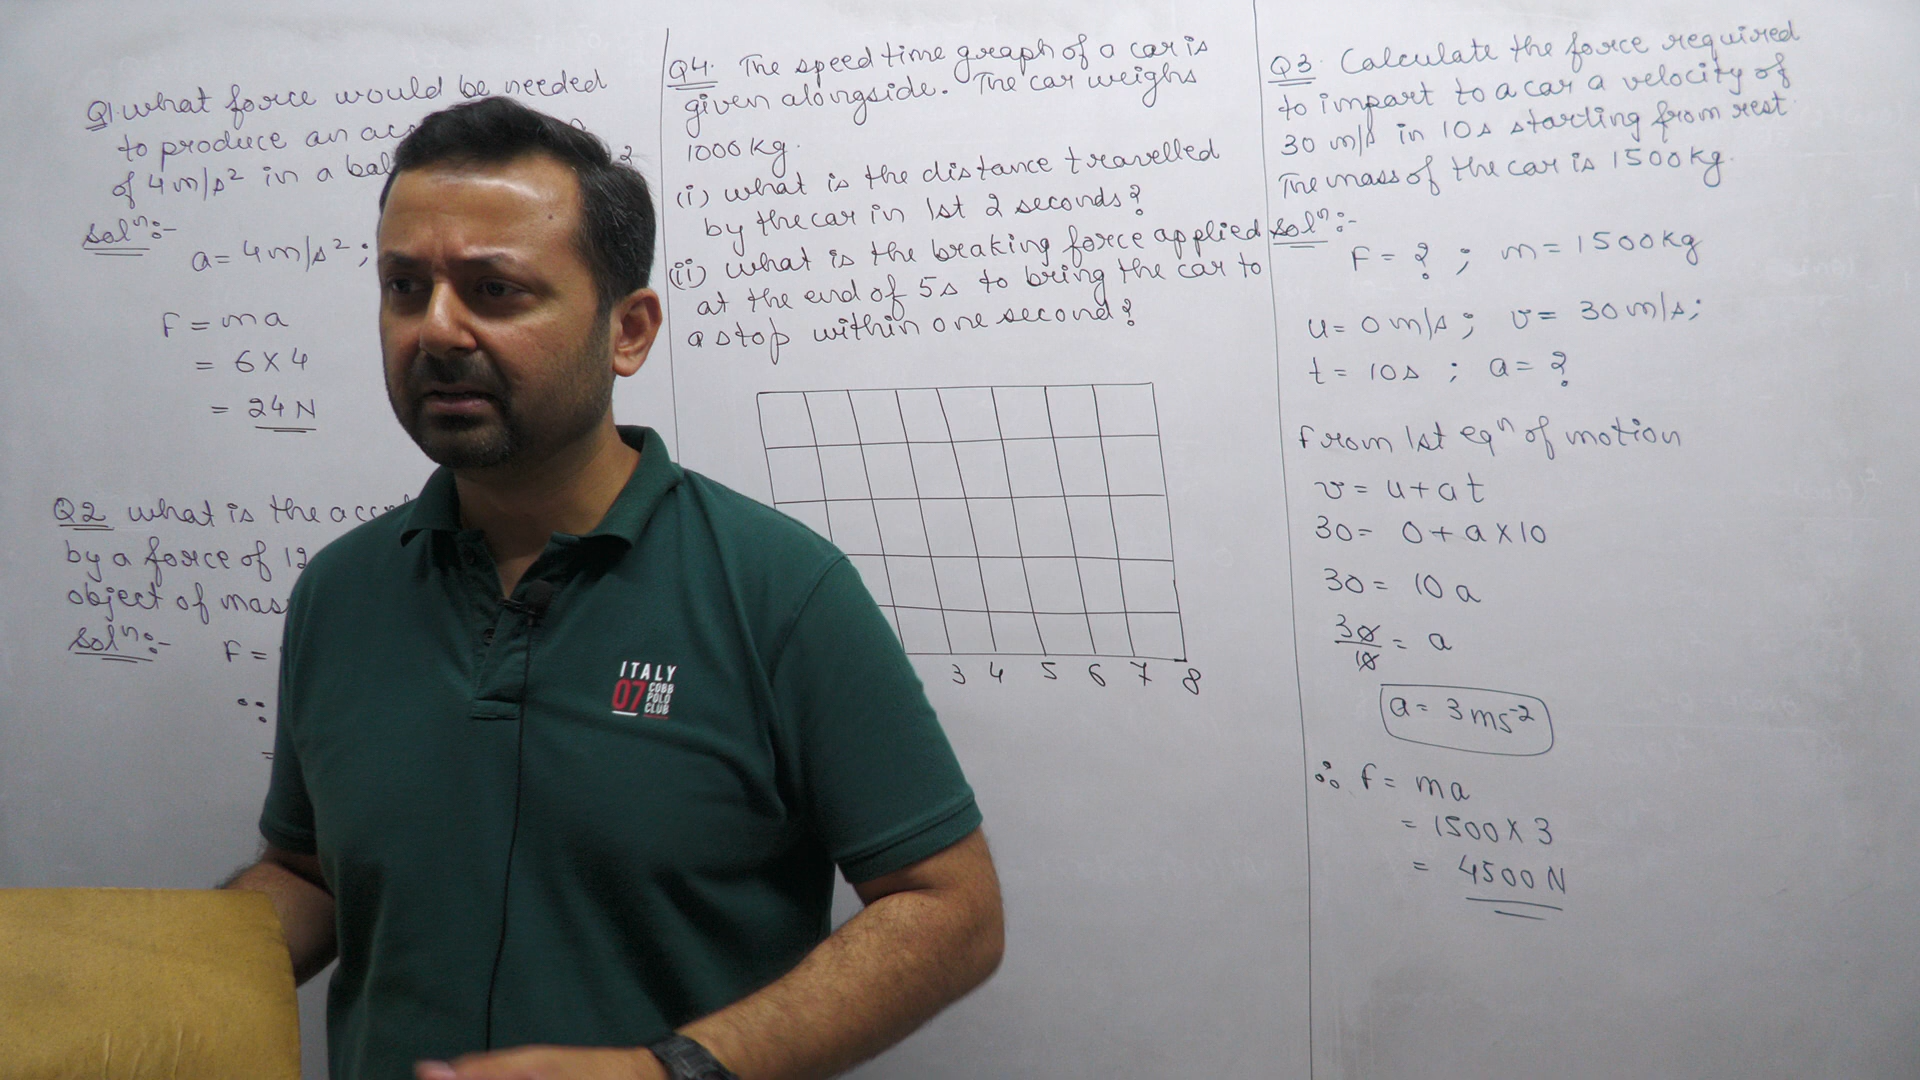 Q1. What force would be needed
to produce an
of 4 m/s² in a
Solⁿ:-
a = 4 m/s² ;
F = ma
= 6 × 4
= 24 N
Q2 What is the
by a force of 12
object of
Solⁿ:- F =
∴
=
Q4. The speed time graph of a car is
given alongside. The car weighs
1000 kg.
(i) What is the distance travelled
by the car in 1st 2 seconds?
(ii) What is the braking force applied
at the end of 5s to bring the car to
a stop within one second?
3 4 5 6 7 8
Q3. Calculate the force required
to impart to a car a velocity of
30 m/s in 10s starting from rest.
The mass of the car is 1500 kg.
Solⁿ:-
F = ? ; m = 1500 kg
u = 0 m/s ; v = 30 m/s ;
t = 10s ; a = ?
From 1st eqⁿ of motion
v = u + at
30 = 0 + a × 10
30 = 10 a
30/10 = a
a = 3 ms⁻²
∴ F = ma
= 1500 × 3
= 4500 N
ITALY
07 COBB
POLO
CLUB